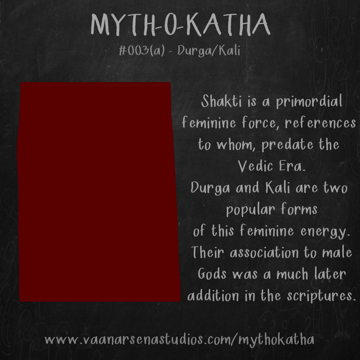 MYTH-O-KATHA
#003(a) - Durga/Kali
Shakti is a primordial
feminine force, references
to whom, predate the
Vedic Era.
Durga and Kali are two
popular forms
of this feminine energy.
Their association to male
Gods was a much later
addition in the scriptures.
www.vaanarsenastudios.com/mythokatha